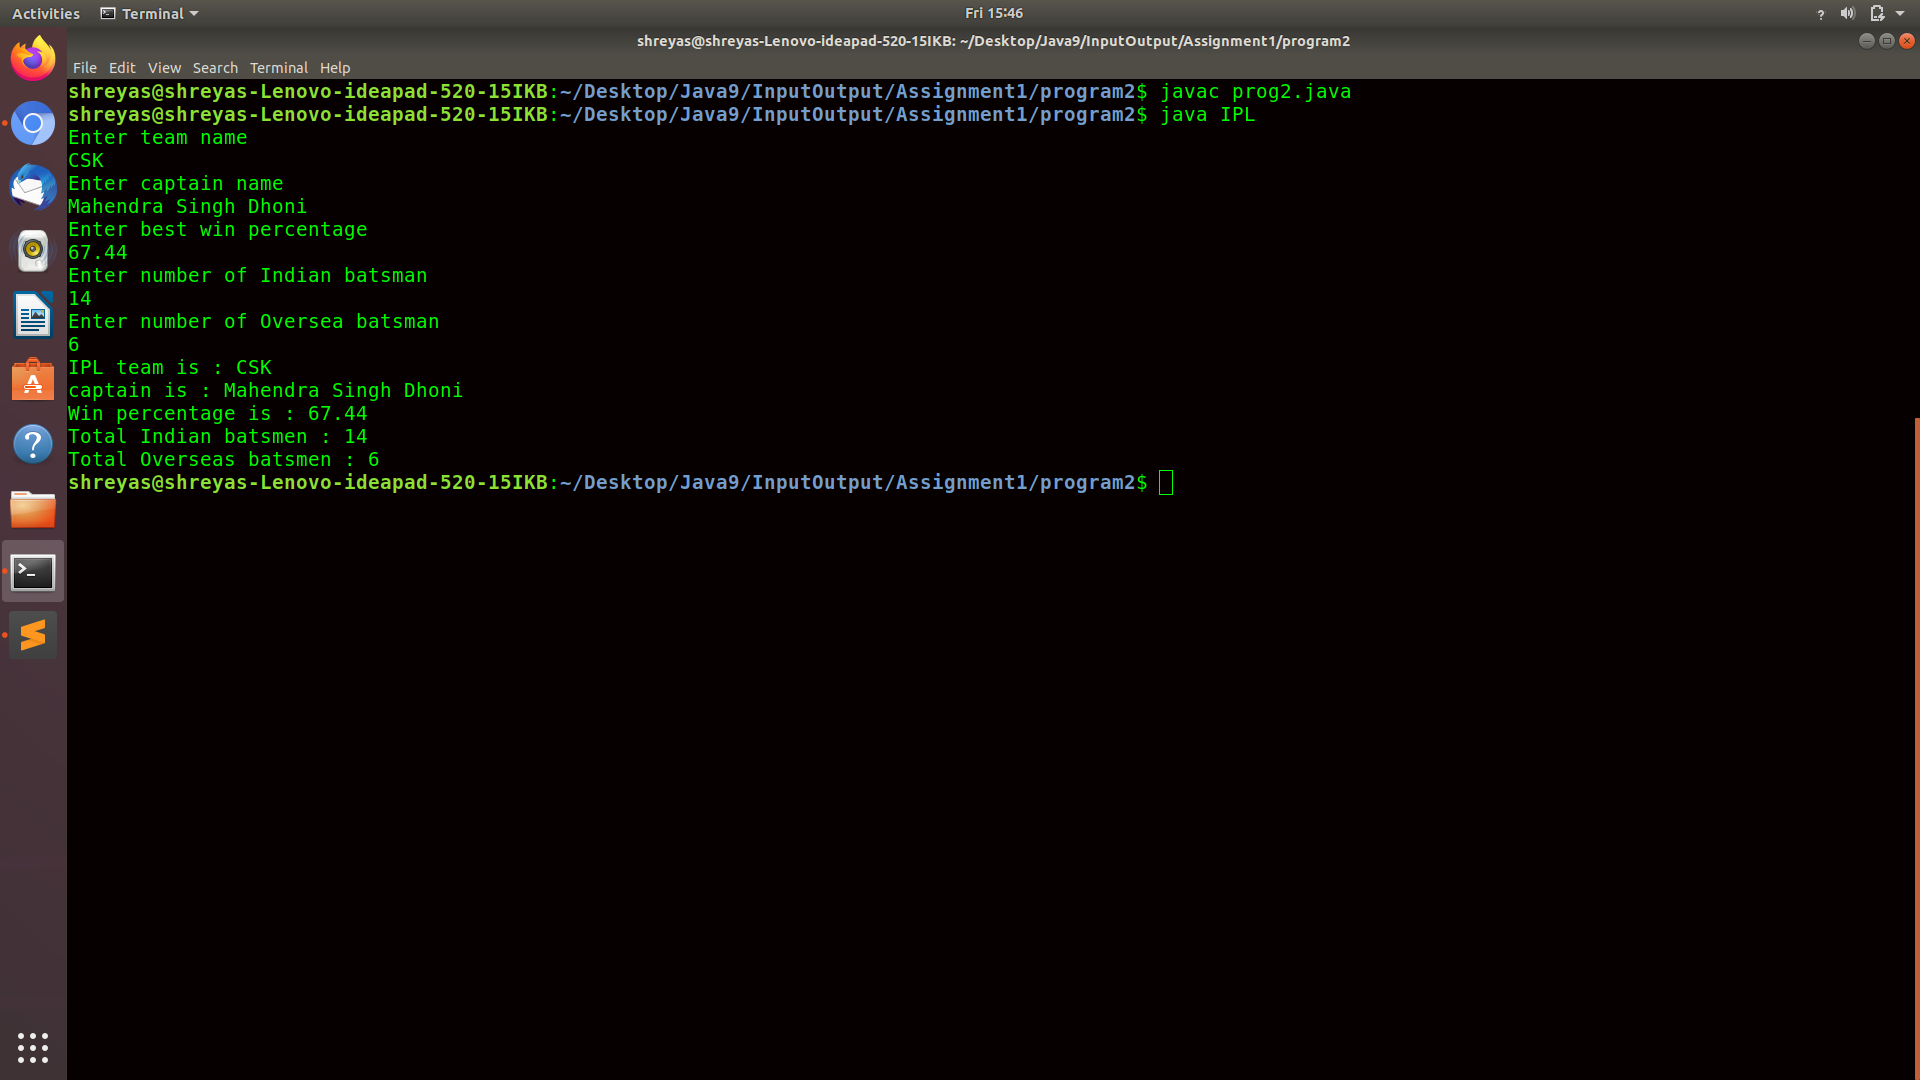 Activities Terminal Fri 15:46
shreyas@shreyas-Lenovo-ideapad-520-15IKB: ~/Desktop/Java9/InputOutput/Assignment1/program2
File Edit View Search Terminal Help
shreyas@shreyas-Lenovo-ideapad-520-15IKB:~/Desktop/Java9/InputOutput/Assignment1/program2$ javac prog2.java
shreyas@shreyas-Lenovo-ideapad-520-15IKB:~/Desktop/Java9/InputOutput/Assignment1/program2$ java IPL
Enter team name
CSK
Enter captain name
Mahendra Singh Dhoni
Enter best win percentage
67.44
Enter number of Indian batsman
14
Enter number of Oversea batsman
6
IPL team is : CSK
captain is : Mahendra Singh Dhoni
Win percentage is : 67.44
Total Indian batsmen : 14
Total Overseas batsmen : 6
shreyas@shreyas-Lenovo-ideapad-520-15IKB:~/Desktop/Java9/InputOutput/Assignment1/program2$